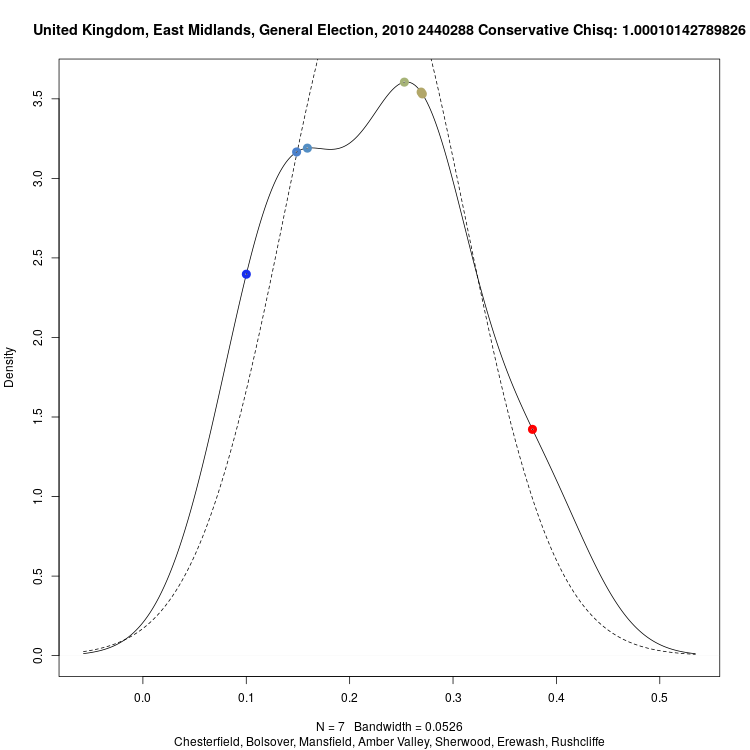 United Kingdom, East Midlands, General Election, 2010 2440288 Conservative Chisq: 1.00010142789826
3.5
3.0
2.5
2.0
1.5
1.0
0.5
0.0
Density
0.0 0.1 0.2 0.3 0.4 0.5
N = 7 Bandwidth = 0.0526
Chesterfield, Bolsover, Mansfield, Amber Valley, Sherwood, Erewash, Rushcliffe